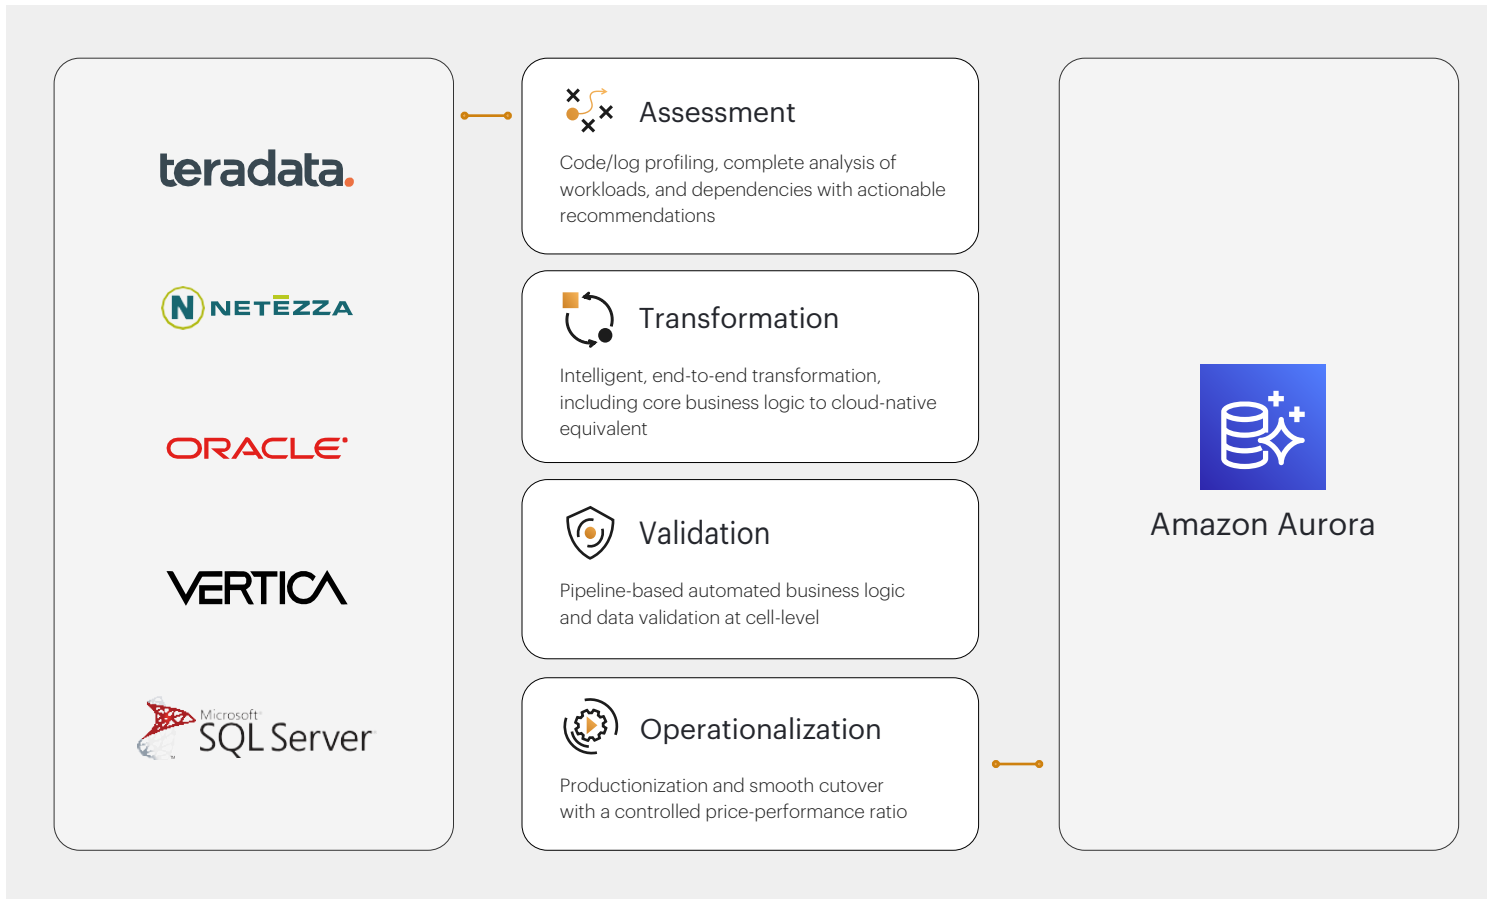 teradata.
N NETEZZA
ORACLE
VERTICA
Microsoft
SQL Server
Assessment
Code/log profiling, complete analysis of
workloads, and dependencies with actionable
recommendations
Transformation
Intelligent, end-to-end transformation,
including core business logic to cloud-native
equivalent
Validation
Pipeline-based automated business logic
and data validation at cell-level
Operationalization
Productionization and smooth cutover
with a controlled price-performance ratio
Amazon Aurora